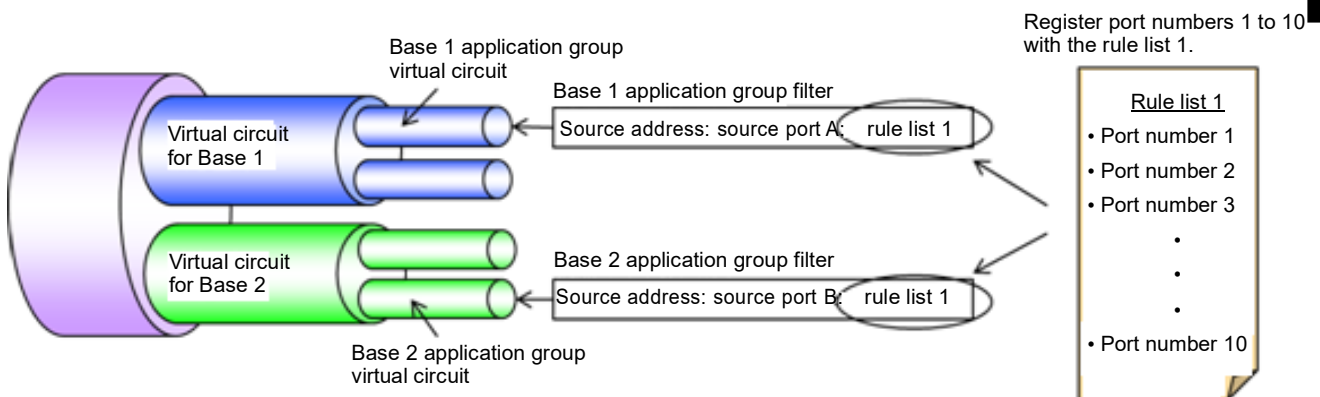 Register port numbers 1 to 10
with the rule list 1.
Base 1 application group
virtual circuit
Base 1 application group filter
Source address: source port A: rule list 1
Virtual circuit
for Base 1
Rule list 1
• Port number 1
• Port number 2
• Port number 3
•
•
•
• Port number 10
Virtual circuit
for Base 2
Base 2 application group filter
Source address: source port B: rule list 1
Base 2 application group
virtual circuit